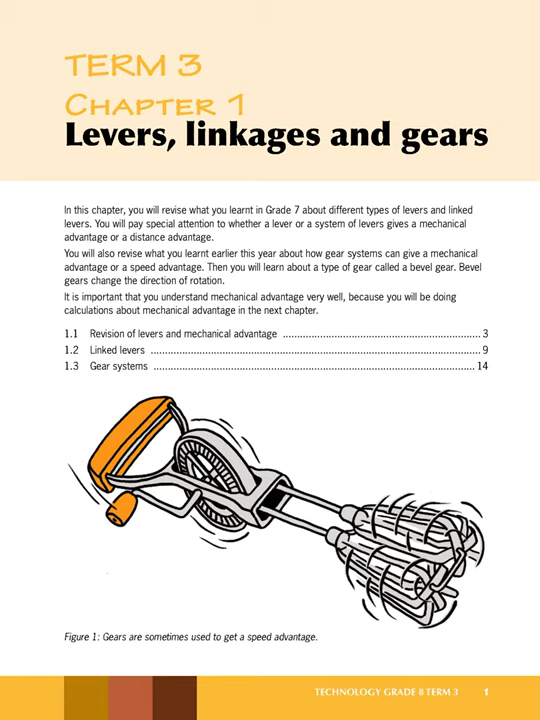 TERM 3
CHAPTER 1
Levers, linkages and gears
In this chapter, you will revise what you learnt in Grade 7 about different types of levers and linked
levers. You will pay special attention to whether a lever or a system of levers gives a mechanical
advantage or a distance advantage.
You will also revise what you learnt earlier this year about how gear systems can give a mechanical
advantage or a speed advantage. Then you will learn about a type of gear called a bevel gear. Bevel
gears change the direction of rotation.
It is important that you understand mechanical advantage very well, because you will be doing
calculations about mechanical advantage in the next chapter.
1.1 Revision of levers and mechanical advantage ..................................................................... 3
1.2 Linked levers ................................................................................................................... 9
1.3 Gear systems ................................................................................................................ 14
Figure 1: Gears are sometimes used to get a speed advantage.
TECHNOLOGY GRADE 8 TERM 3 1